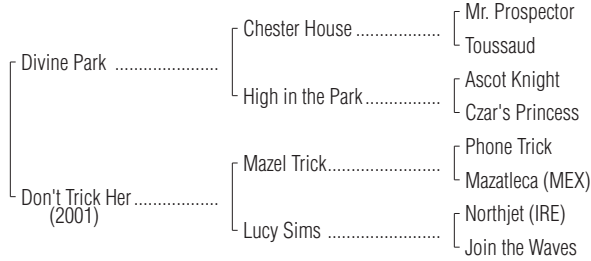 Mr. Prospector
Chester House ..................
Toussaud
Divine Park ......................
Ascot Knight
High in the Park................
Czar's Princess
Phone Trick
Mazel Trick........................
Mazatleca (MEX)
Don't Trick Her..................
(2001)
Northjet (IRE)
Lucy Sims ........................
Join the Waves